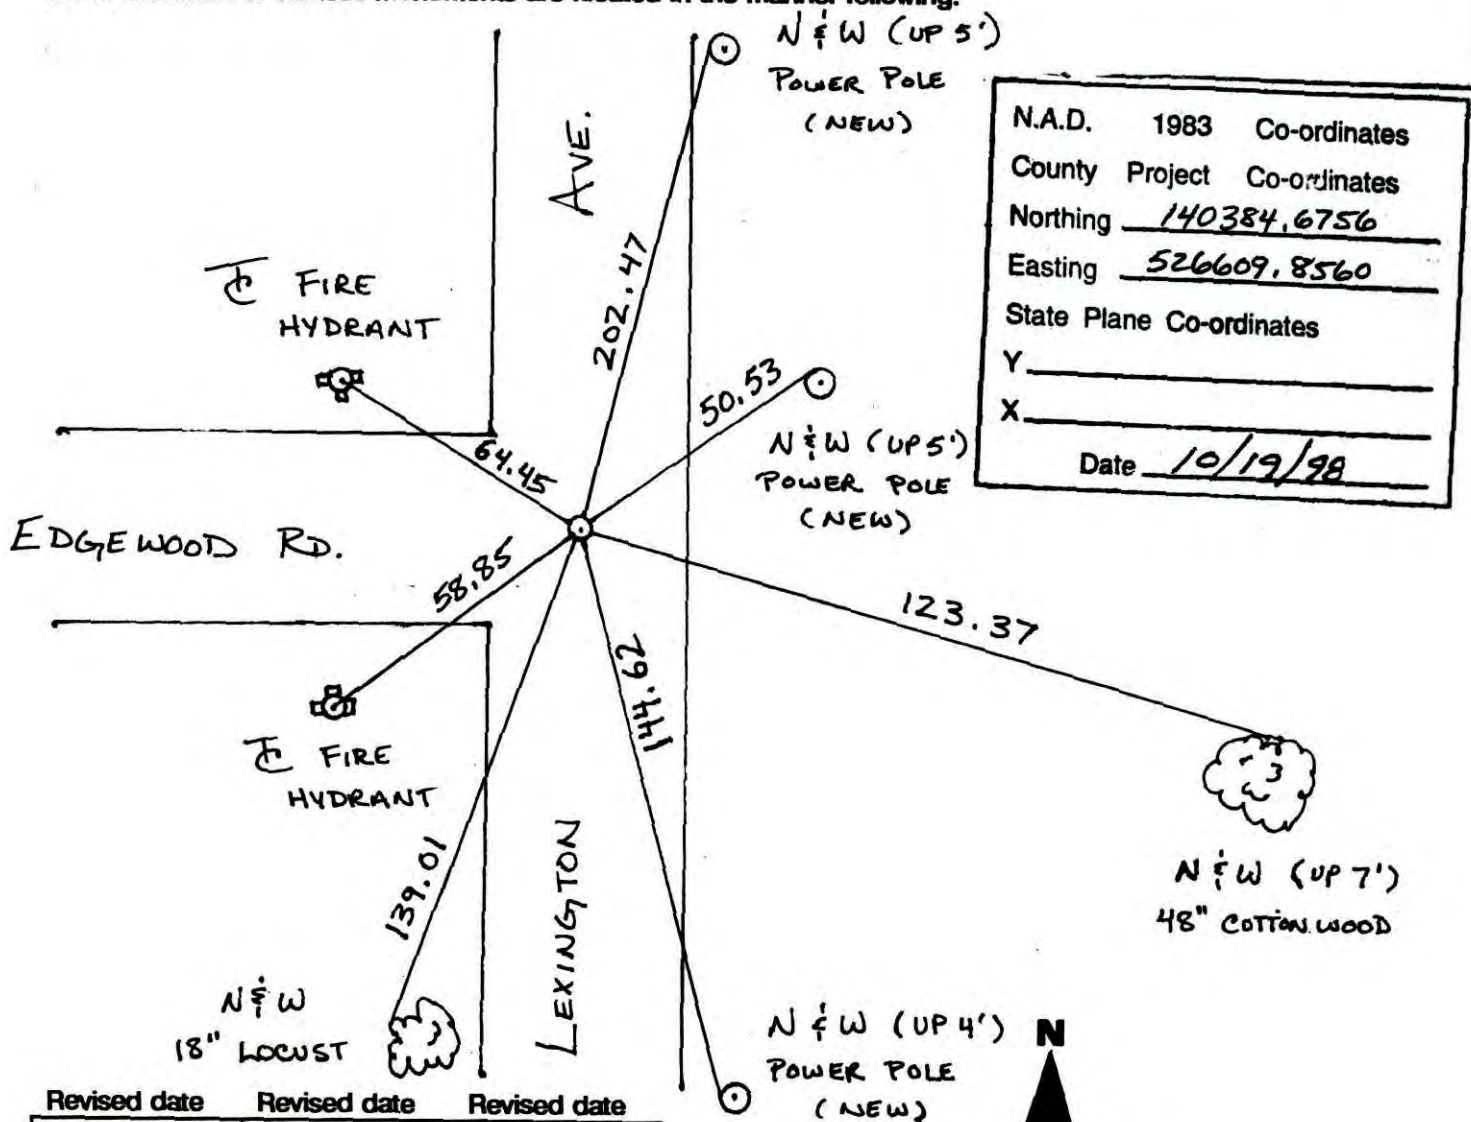 N & W (UP 5')
POWER POLE
(NEW)
AVE.
N.A.D. 1983 Co-ordinates
County Project Co-ordinates
Northing 140384.6756
Easting 526609.8560
State Plane Co-ordinates
Y
X
Date 10/19/98
FIRE
HYDRANT
202.47
50.53
64.45
N & W (UP 5')
POWER POLE
(NEW)
EDGEWOOD RD.
58.85
123.37
144.62
FIRE
HYDRANT
139.01
LEXINGTON
N & W (UP 7')
48" COTTONWOOD
N & W
18" LOCUST
N & W (UP 4')
POWER POLE
(NEW)
N
Revised date Revised date Revised date